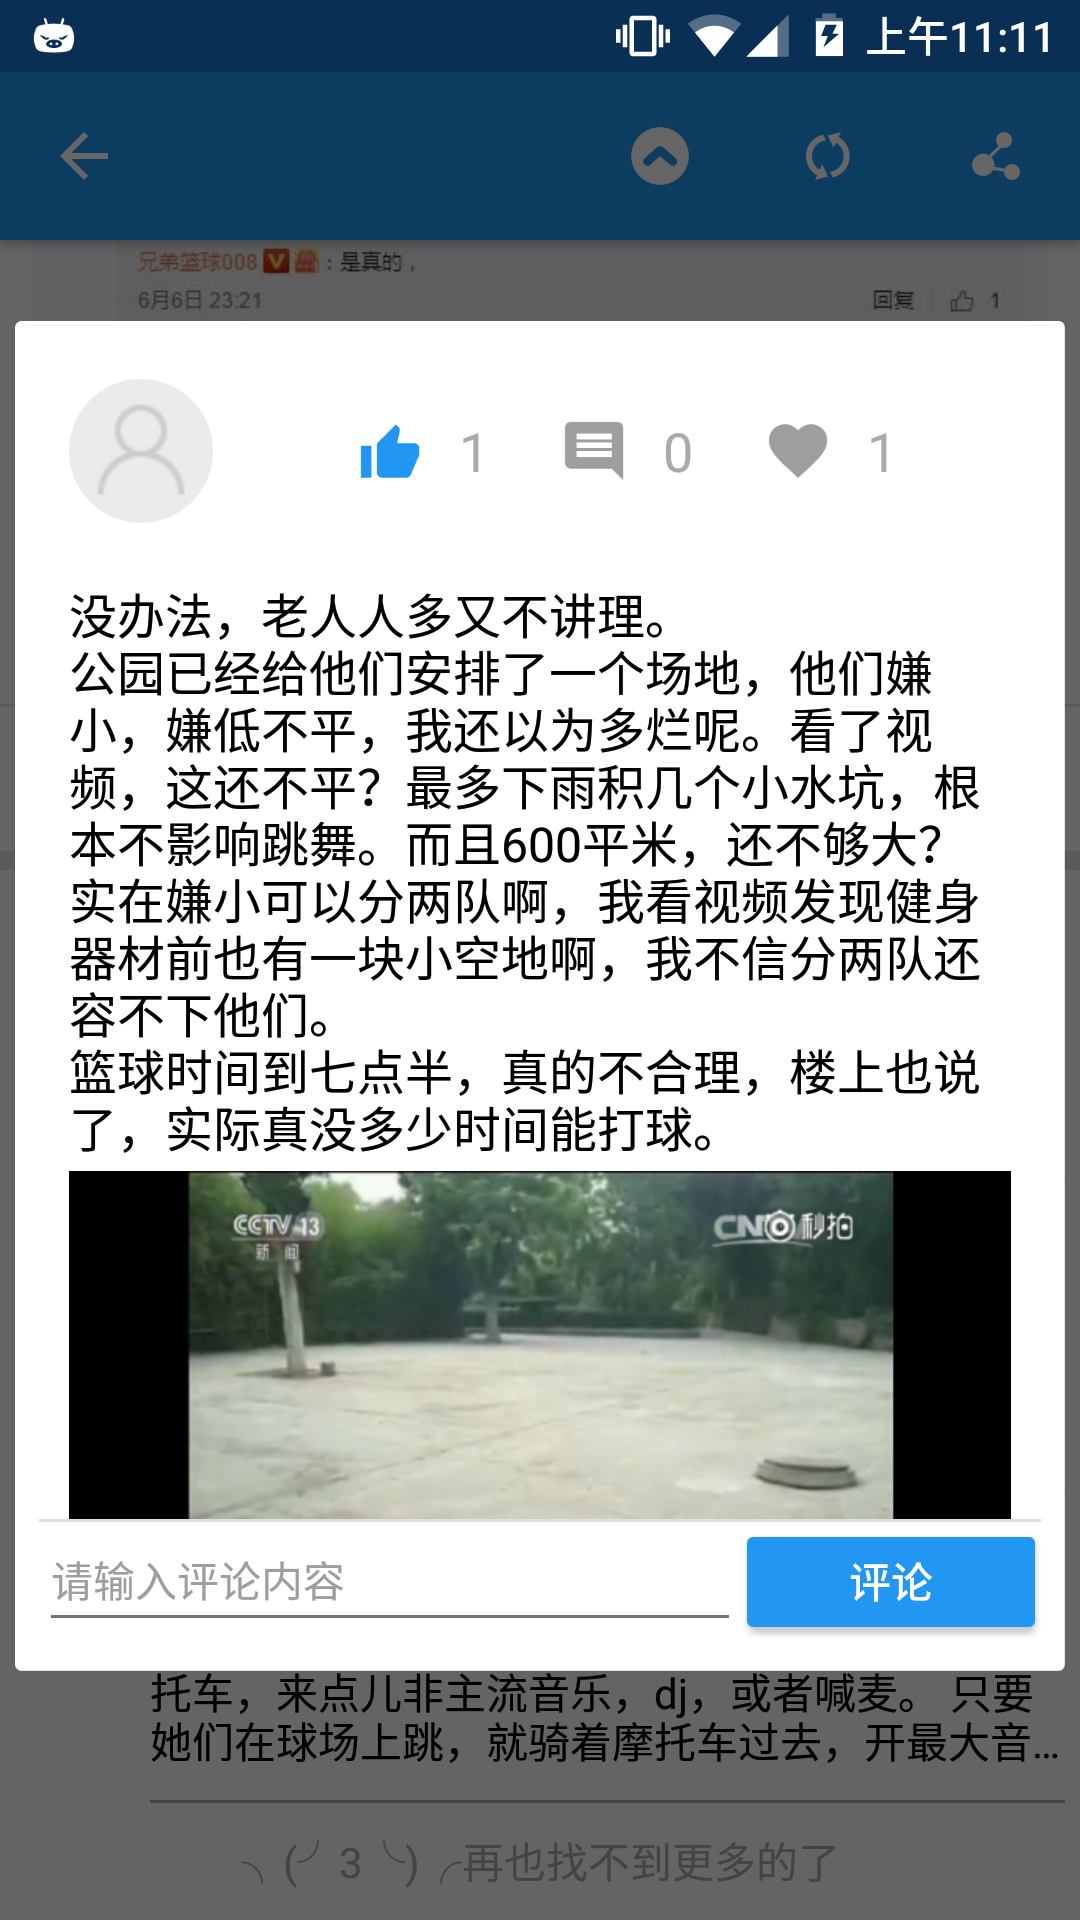 上午11:11
兄弟篮球008 V ：是真的，
6月6日 23:21 回复 1
1 0 1
没办法，老人人多又不讲理。
公园已经给他们安排了一个场地，他们嫌
小，嫌低不平，我还以为多烂呢。看了视
频，这还不平？最多下雨积几个小水坑，根
本不影响跳舞。而且600平米，还不够大？
实在嫌小可以分两队啊，我看视频发现健身
器材前也有一块小空地啊，我不信分两队还
容不下他们。
篮球时间到七点半，真的不合理，楼上也说
了，实际真没多少时间能打球。
CCTV-13
新闻
CN 秒拍
请输入评论内容
评论
托车，来点儿非主流音乐，dj，或者喊麦。 只要
她们在球场上跳，就骑着摩托车过去，开最大音...
╮(╯3╰)╭再也找不到更多的了